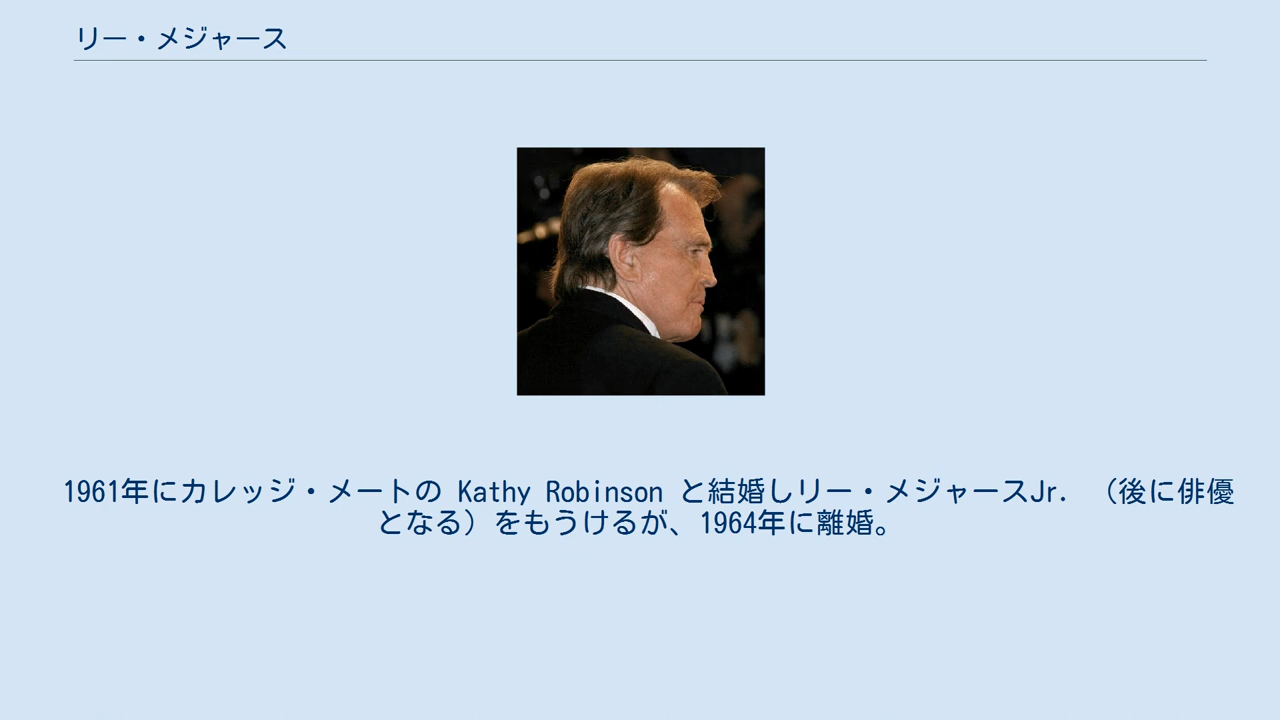 リー・メジャース
1961年にカレッジ・メートの Kathy Robinson と結婚しリー・メジャースJr. （後に俳優
となる）をもうけるが、1964年に離婚。